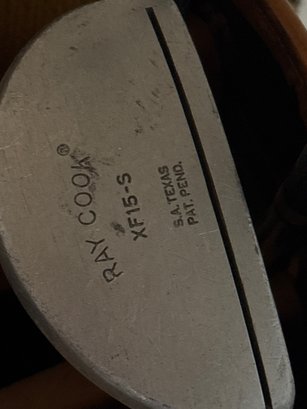 RAY COOK®
XF15-S
S.A. TEXAS
PAT. PEND.